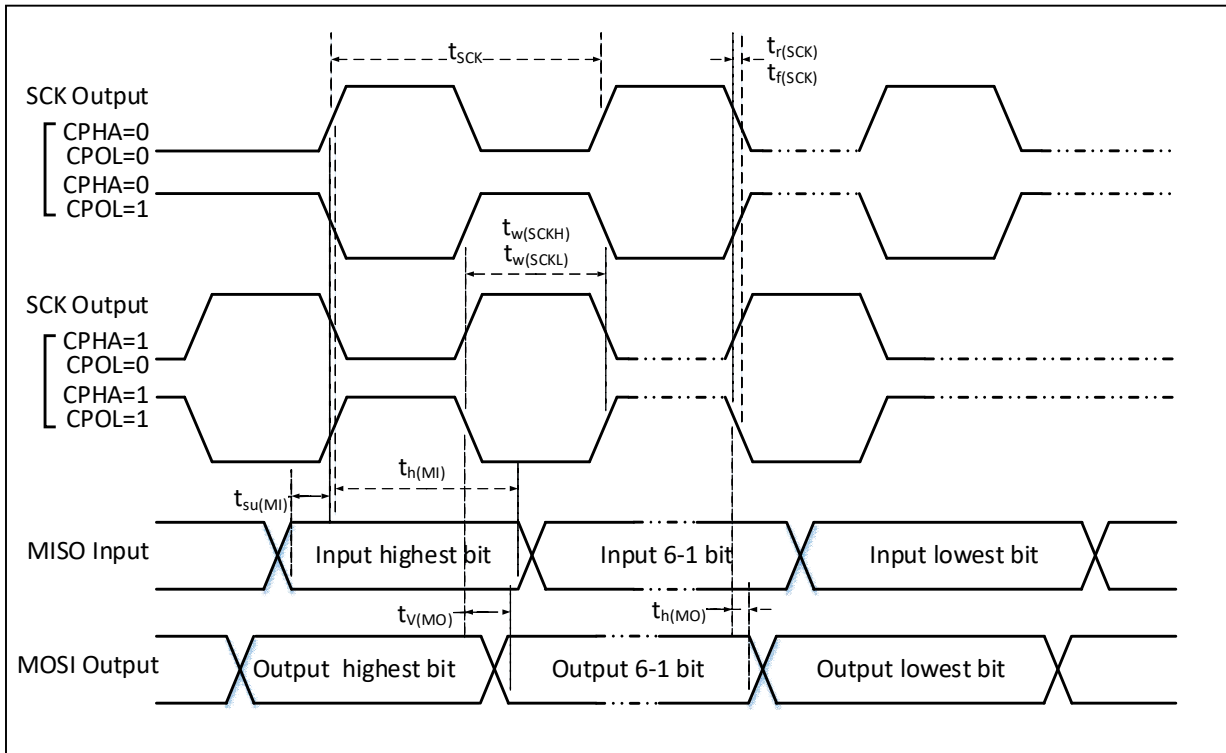 tSCK
tr(SCK)
tf(SCK)
SCK Output
CPHA=0
CPOL=0
CPHA=0
CPOL=1
tw(SCKH)
tw(SCKL)
SCK Output
CPHA=1
CPOL=0
CPHA=1
CPOL=1
th(MI)
tsu(MI)
MISO Input
Input highest bit
Input 6-1 bit
Input lowest bit
tV(MO)
th(MO)
MOSI Output
Output highest bit
Output 6-1 bit
Output lowest bit